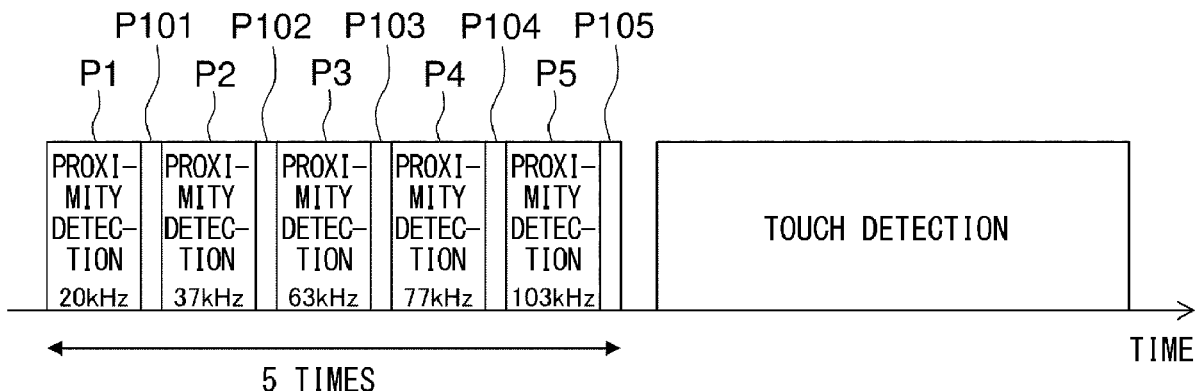 P101 P102 P103 P104 P105
P1 P2 P3 P4 P5
PROXI- PROXI- PROXI- PROXI- PROXI-
MITY MITY MITY MITY MITY
DETEC- DETEC- DETEC- DETEC- DETEC-
TION TION TION TION TION
20kHz 37kHz 63kHz 77kHz 103kHz
TOUCH DETECTION
TIME
5 TIMES